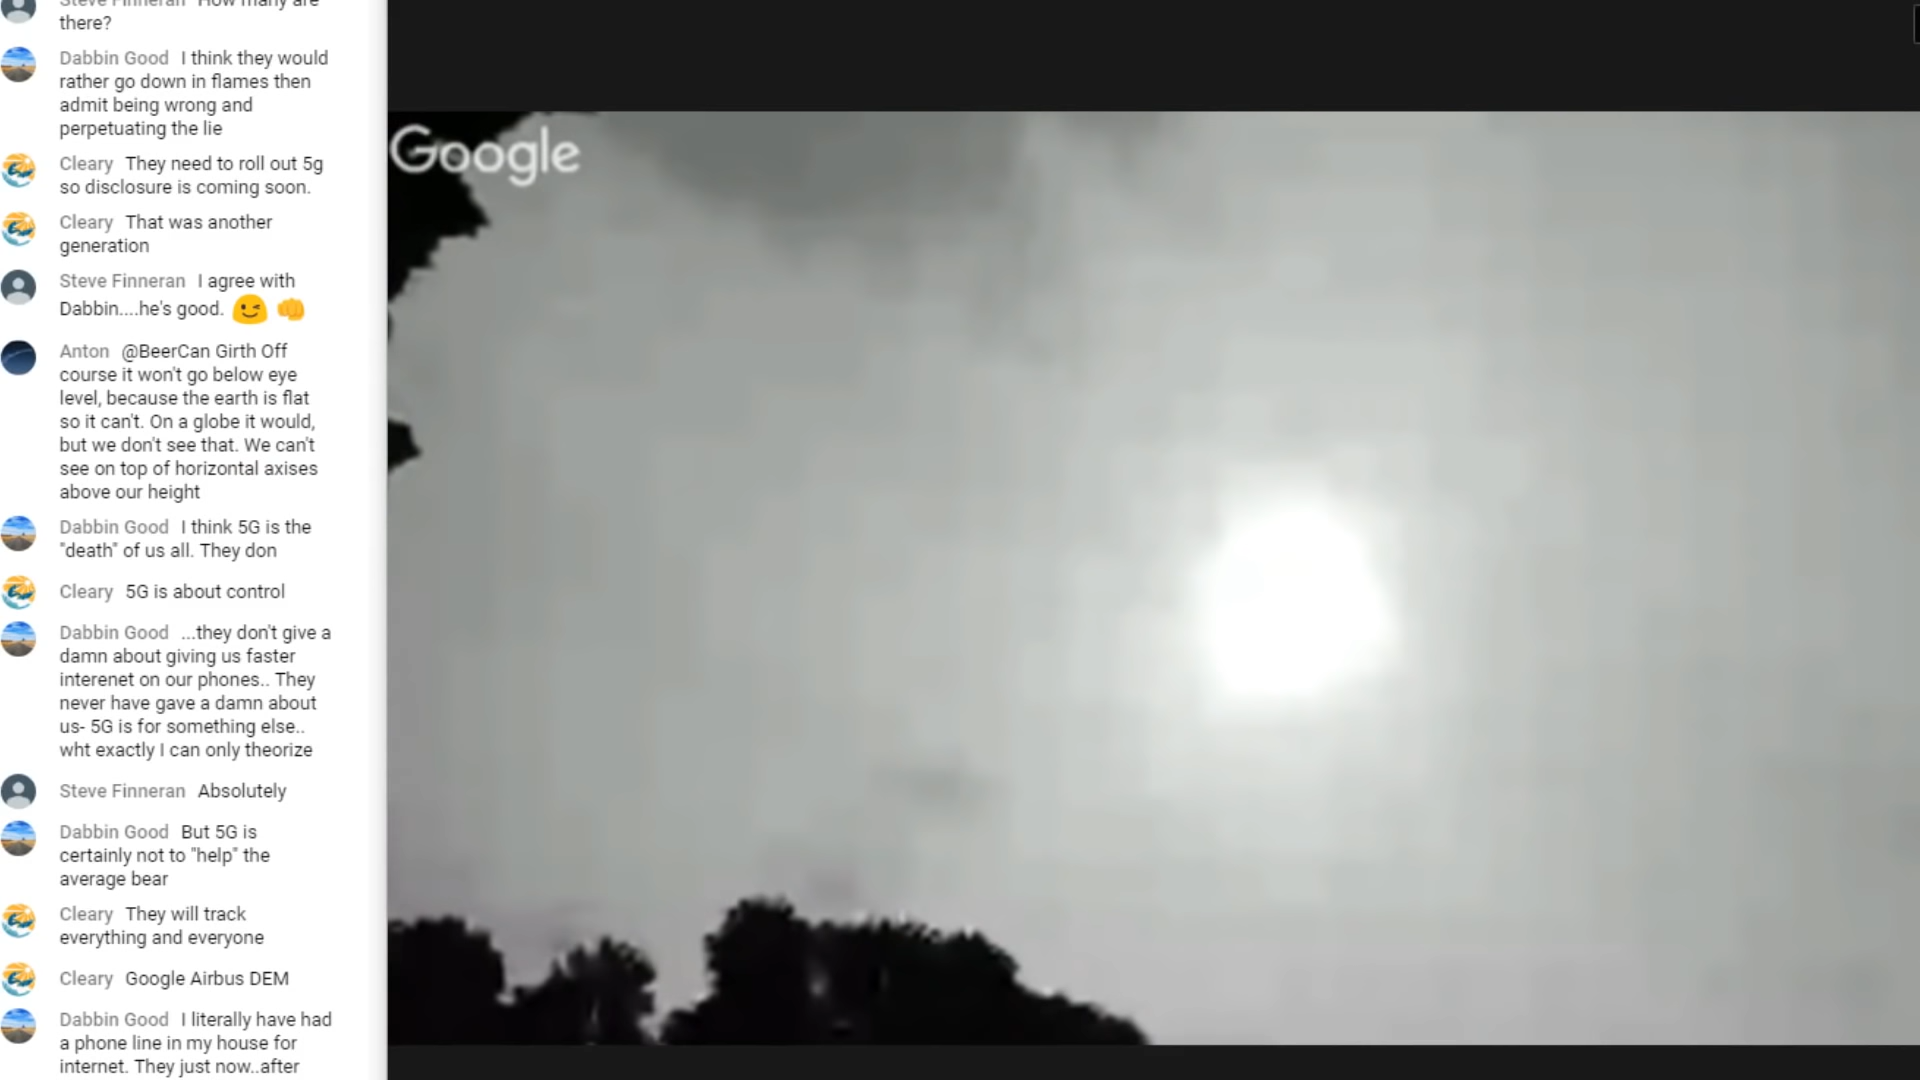 Steve Finneran How many are
there?
Dabbin Good I think they would
rather go down in flames then
admit being wrong and
perpetuating the lie
Cleary They need to roll out 5g
so disclosure is coming soon.
Cleary That was another
generation
Steve Finneran I agree with
Dabbin....he's good.
Anton @BeerCan Girth Off
course it won't go below eye
level, because the earth is flat
so it can't. On a globe it would,
but we don't see that. We can't
see on top of horizontal axises
above our height
Dabbin Good I think 5G is the
"death" of us all. They don
Cleary 5G is about control
Dabbin Good ...they don't give a
damn about giving us faster
interenet on our phones.. They
never have gave a damn about
us- 5G is for something else..
wht exactly I can only theorize
Steve Finneran Absolutely
Dabbin Good But 5G is
certainly not to "help" the
average bear
Cleary They will track
everything and everyone
Cleary Google Airbus DEM
Dabbin Good I literally have had
a phone line in my house for
internet. They just now..after
Google